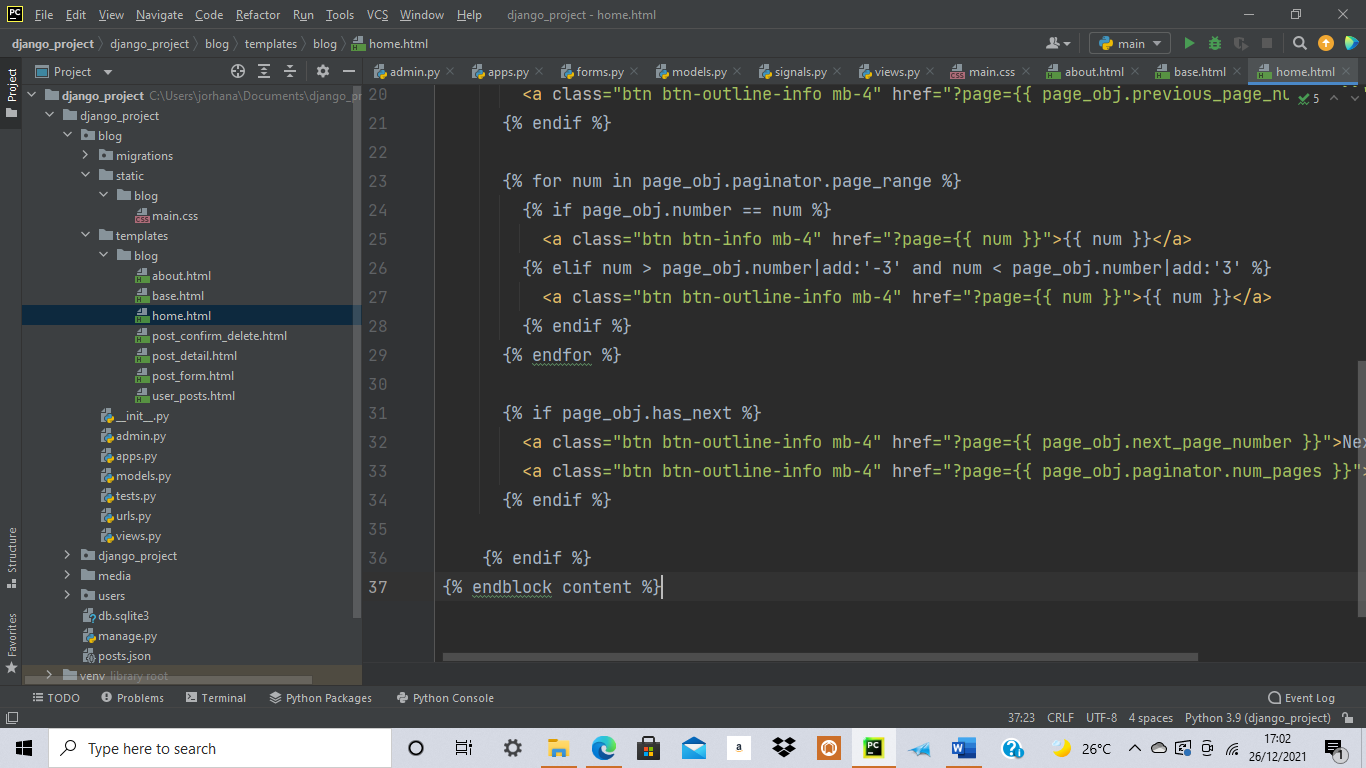 PC File Edit View Navigate Code Refactor Run Tools VCS Window Help django_project - home.html
django_project django_project blog templates blog home.html main
Project admin.py apps.py forms.py models.py signals.py views.py main.css about.html base.html home.html
Project
django_project C:\Users\jorhana\Documents\django_pr
django_project
blog
migrations
static
blog
main.css
templates
blog
about.html
base.html
home.html
post_confirm_delete.html
post_detail.html
post_form.html
user_posts.html
__init__.py
admin.py
apps.py
models.py
tests.py
urls.py
views.py
django_project
media
users
db.sqlite3
manage.py
posts.json
venv library root
Structure
Favorites
20 <a class="btn btn-outline-info mb-4" href="?page={{ page_obj.previous_page_nu 5
21 {% endif %}
22
23 {% for num in page_obj.paginator.page_range %}
24 {% if page_obj.number == num %}
25 <a class="btn btn-info mb-4" href="?page={{ num }}">{{ num }}</a>
26 {% elif num > page_obj.number|add:'-3' and num < page_obj.number|add:'3' %}
27 <a class="btn btn-outline-info mb-4" href="?page={{ num }}">{{ num }}</a>
28 {% endif %}
29 {% endfor %}
30
31 {% if page_obj.has_next %}
32 <a class="btn btn-outline-info mb-4" href="?page={{ page_obj.next_page_number }}">Nex
33 <a class="btn btn-outline-info mb-4" href="?page={{ page_obj.paginator.num_pages }}">
34 {% endif %}
35
36 {% endif %}
37 {% endblock content %}
TODO Problems Terminal Python Packages Python Console Event Log
37:23 CRLF UTF-8 4 spaces Python 3.9 (django_project)
Type here to search a PC W 26°C 17:02
26/12/2021 1